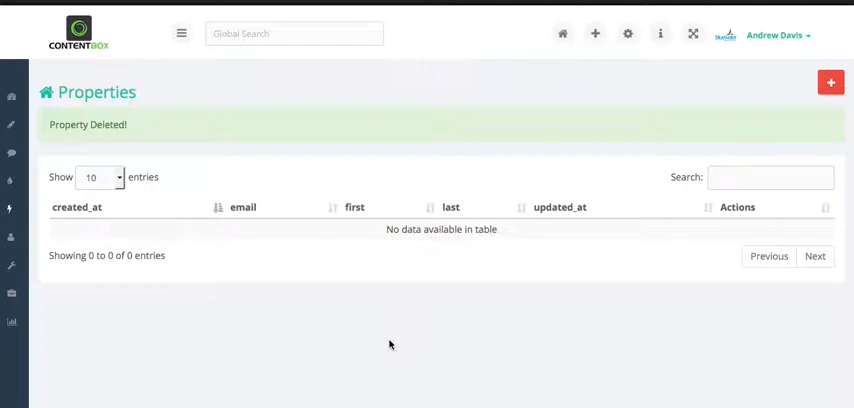 CONTENTBOX
Global Search
Andrew Davis
Properties
Property Deleted!
Show 10 entries
Search:
created_at email first last updated_at Actions
No data available in table
Showing 0 to 0 of 0 entries
Previous Next